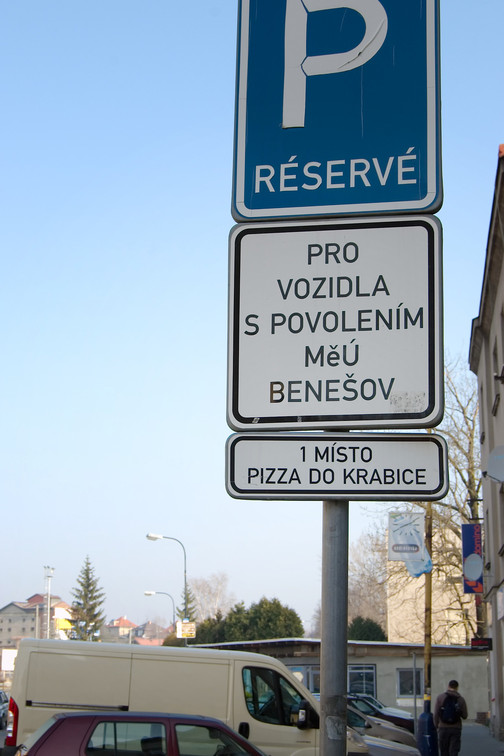 P
RÉSERVÉ
PRO
VOZIDLA
S POVOLENÍM
MěÚ
BENEŠOV
1 MÍSTO
PIZZA DO KRABICE